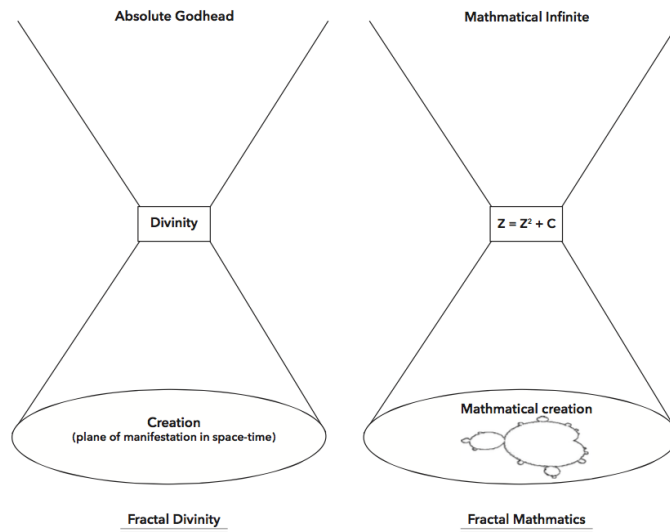 Absolute Godhead
Mathmatical Infinite
Divinity
Z = Z² + C
Creation
(plane of manifestation in space-time)
Mathmatical creation
Fractal Divinity
Fractal Mathmatics